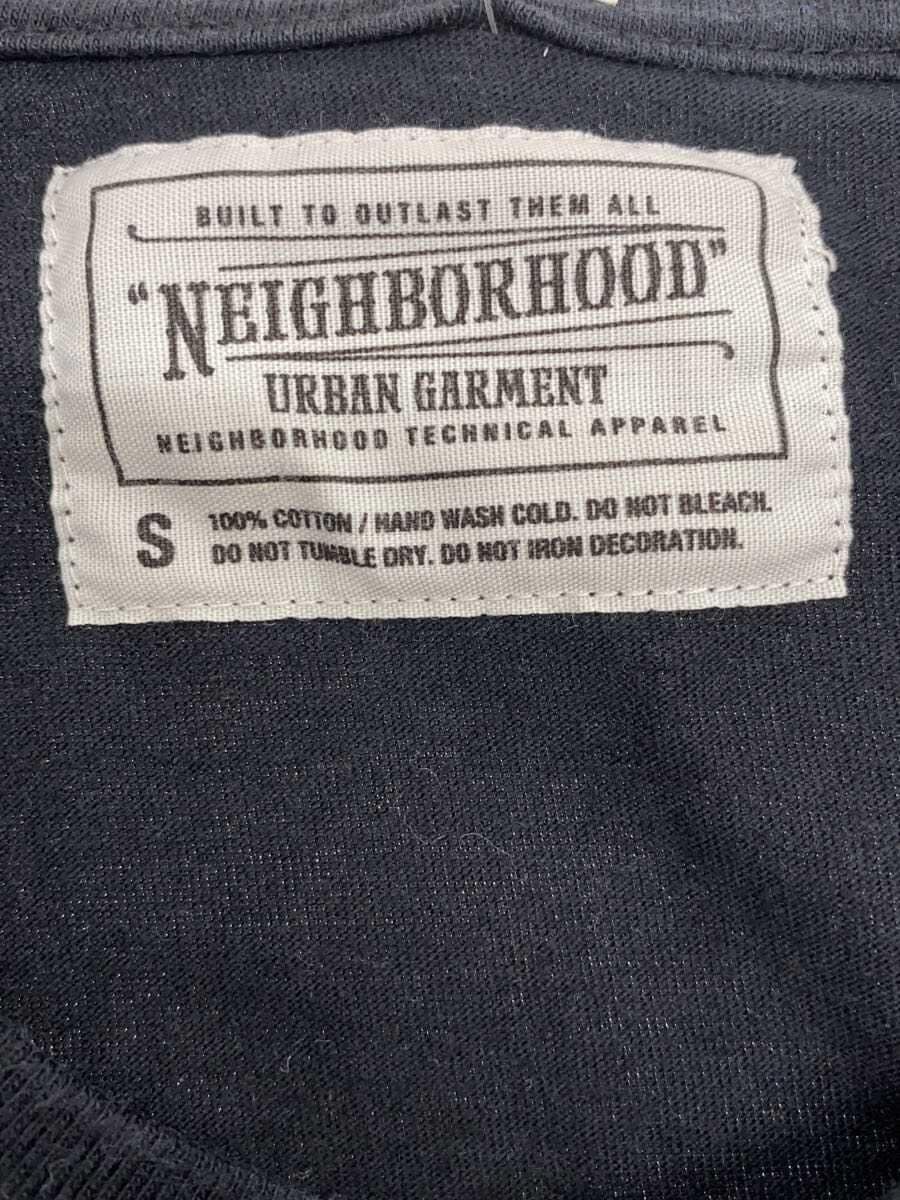 BUILT TO OUTLAST THEM ALL
"NEIGHBORHOOD"
URBAN GARMENT
NEIGHBORHOOD TECHNICAL APPAREL
S
100% COTTON / HAND WASH COLD. DO NOT BLEACH.
DO NOT TUMBLE DRY. DO NOT IRON DECORATION.